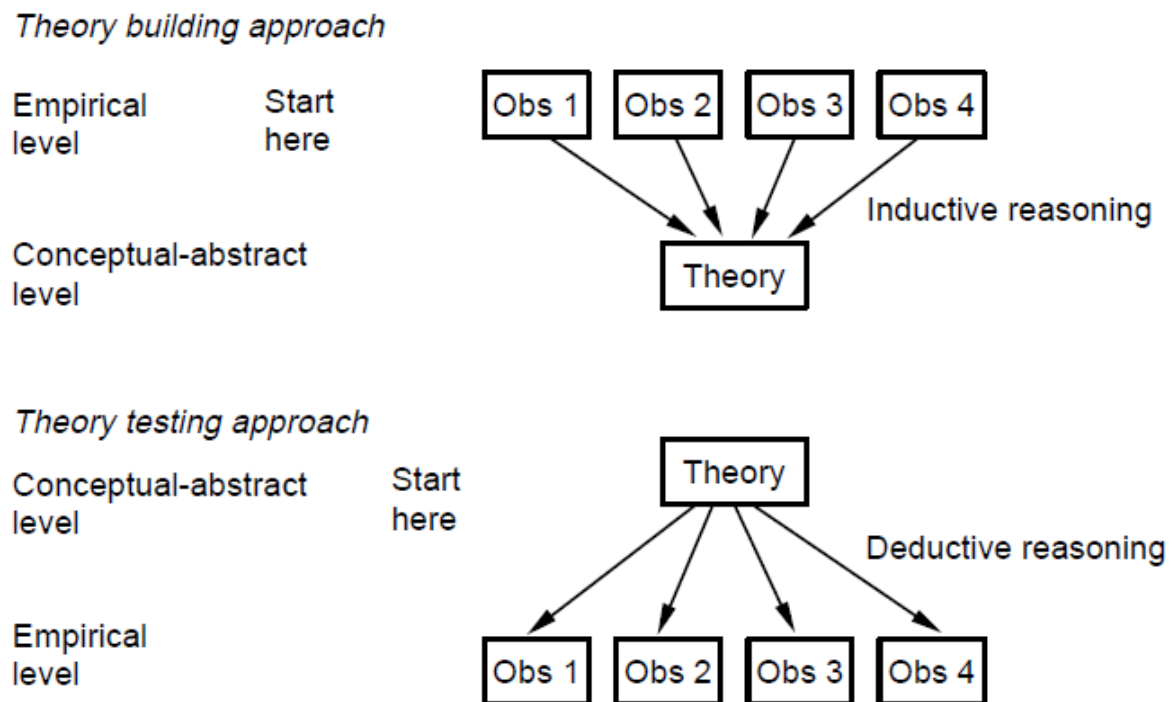 Theory building approach
Empirical level
Start here
Obs 1 Obs 2 Obs 3 Obs 4
Inductive reasoning
Conceptual-abstract level
Theory
Theory testing approach
Conceptual-abstract level
Start here
Theory
Deductive reasoning
Empirical level
Obs 1 Obs 2 Obs 3 Obs 4